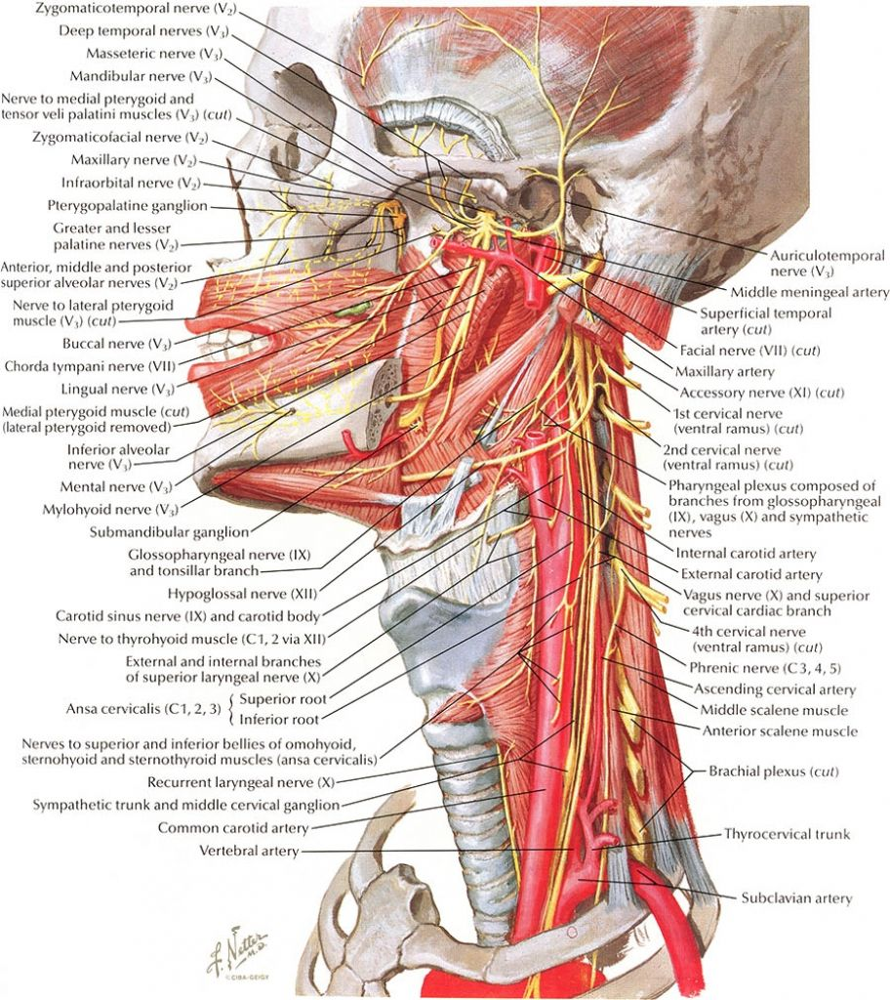 Zygomaticotemporal nerve (V2)
Deep temporal nerves (V3)
Masseteric nerve (V3)
Mandibular nerve (V3)
Nerve to medial pterygoid and
tensor veli palatini muscles (V3) (cut)
Zygomaticofacial nerve (V2)
Maxillary nerve (V2)
Infraorbital nerve (V2)
Pterygopalatine ganglion
Greater and lesser
palatine nerves (V2)
Anterior, middle and posterior
superior alveolar nerves (V2)
Nerve to lateral pterygoid
muscle (V3) (cut)
Buccal nerve (V3)
Chorda tympani nerve (VII)
Lingual nerve (V3)
Medial pterygoid muscle (cut)
(lateral pterygoid removed)
Inferior alveolar
nerve (V3)
Mental nerve (V3)
Mylohyoid nerve (V3)
Submandibular ganglion
Glossopharyngeal nerve (IX)
and tonsillar branch
Hypoglossal nerve (XII)
Carotid sinus nerve (IX) and carotid body
Nerve to thyrohyoid muscle (C1, 2 via XII)
External and internal branches
of superior laryngeal nerve (X)
Ansa cervicalis (C1, 2, 3) { Superior root
Inferior root
Nerves to superior and inferior bellies of omohyoid,
sternohyoid and sternothyroid muscles (ansa cervicalis)
Recurrent laryngeal nerve (X)
Sympathetic trunk and middle cervical ganglion
Common carotid artery
Vertebral artery
Auriculotemporal
nerve (V3)
Middle meningeal artery
Superficial temporal
artery (cut)
Facial nerve (VII) (cut)
Maxillary artery
Accessory nerve (XI) (cut)
1st cervical nerve
(ventral ramus) (cut)
2nd cervical nerve
(ventral ramus) (cut)
Pharyngeal plexus composed of
branches from glossopharyngeal
(IX), vagus (X) and sympathetic
nerves
Internal carotid artery
External carotid artery
Vagus nerve (X) and superior
cervical cardiac branch
4th cervical nerve
(ventral ramus) (cut)
Phrenic nerve (C3, 4, 5)
Ascending cervical artery
Middle scalene muscle
Anterior scalene muscle
Brachial plexus (cut)
Thyrocervical trunk
Subclavian artery
F. Netter
M.D.
©CIBA-GEIGY